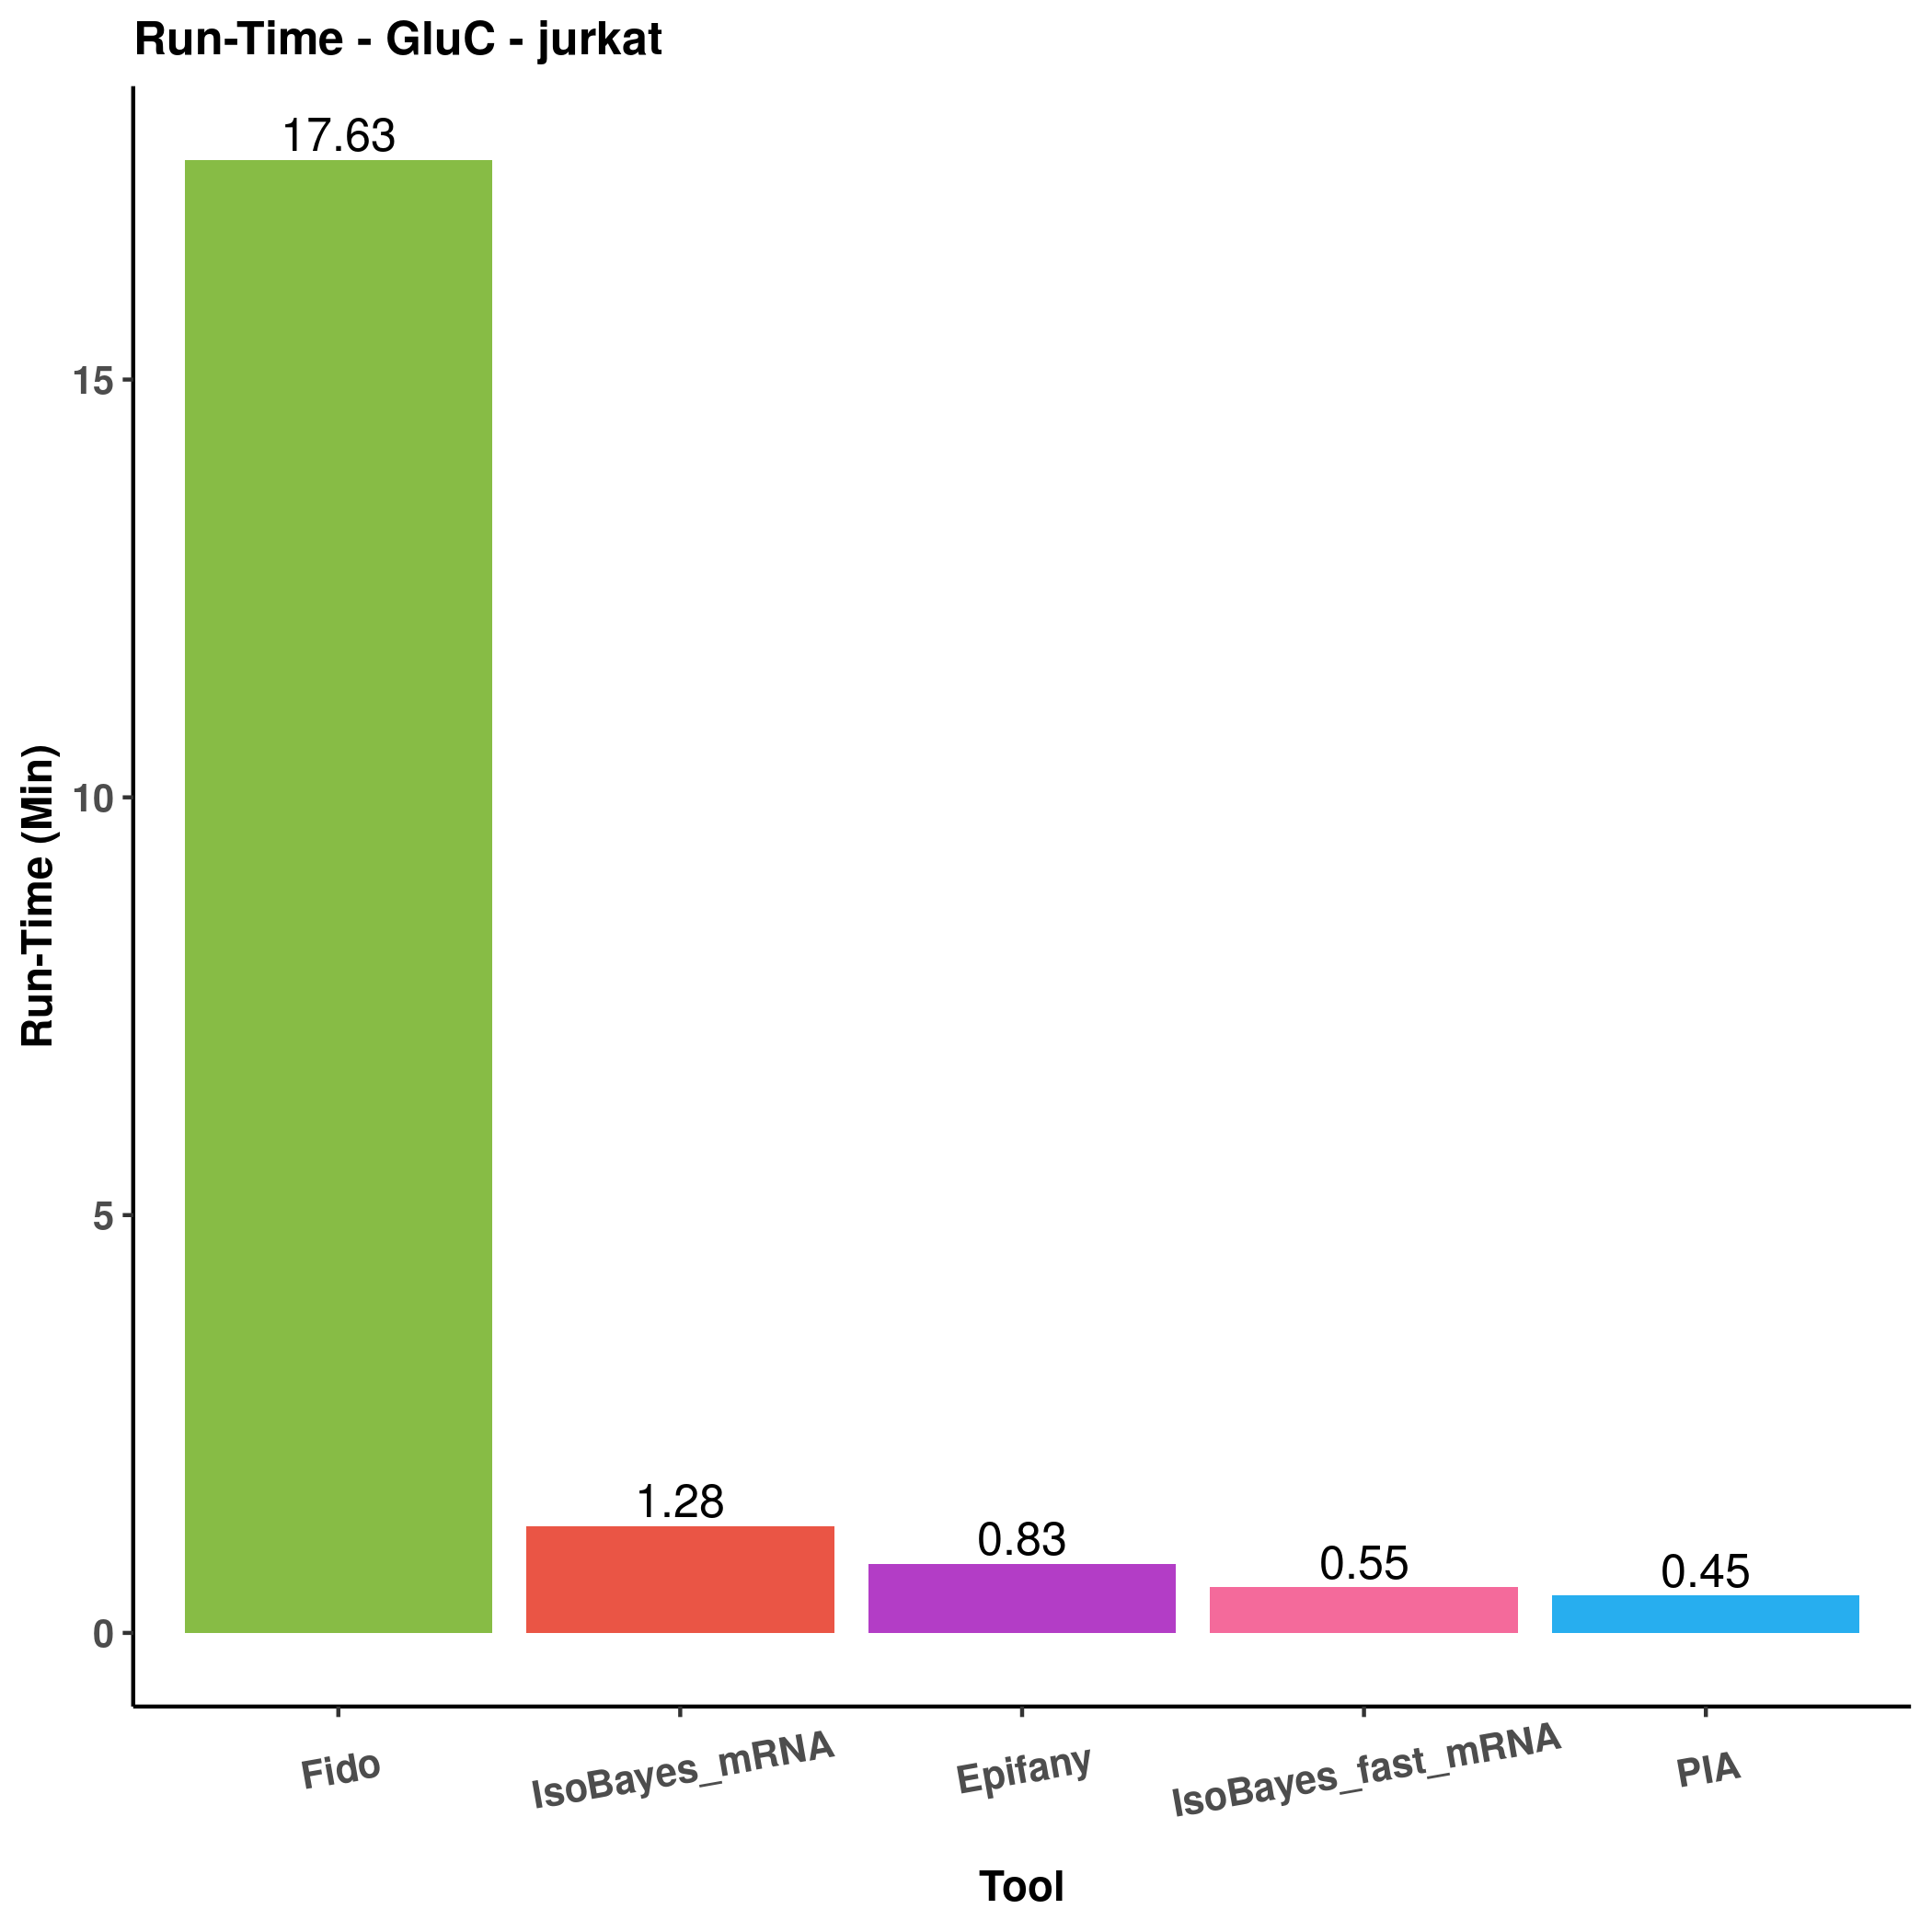 Run-Time - GluC - jurkat
17.63
15
10
5
0
Run-Time (Min)
1.28
0.83
0.55
0.45
Fido
IsoBayes_mRNA
Epifany
IsoBayes_fast_mRNA
PIA
Tool